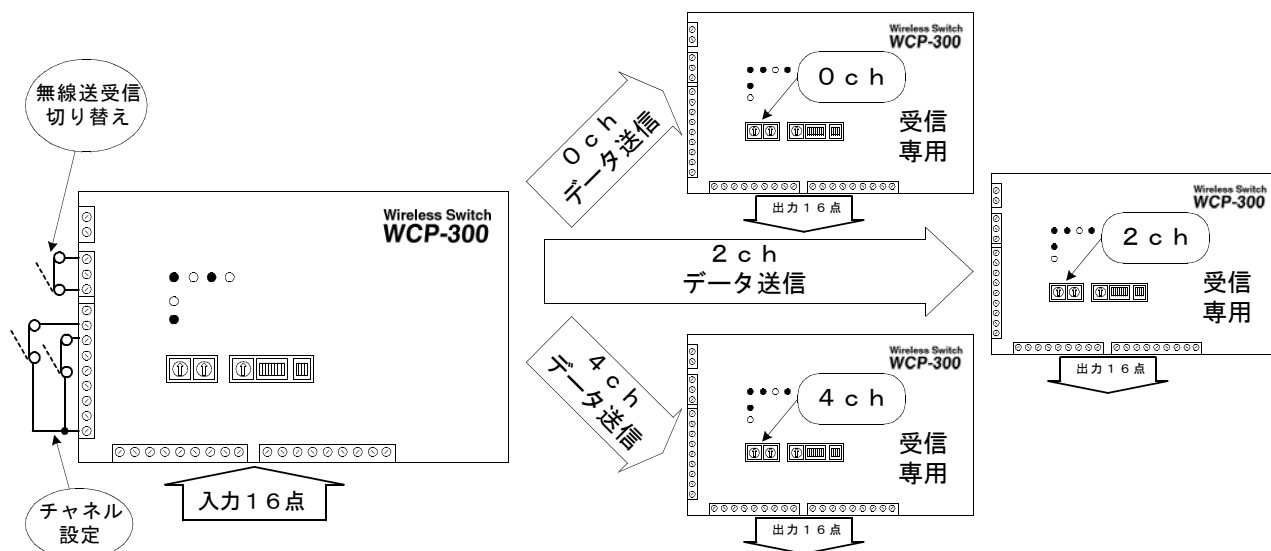 無線送受信
切り替え
Wireless Switch
WCP-300
入力１６点
チャネル
設定
０ｃｈ
データ送信
２ｃｈ
データ送信
４ｃｈ
データ送信
Wireless Switch
WCP-300
０ｃｈ
受信
専用
出力１６点
Wireless Switch
WCP-300
２ｃｈ
受信
専用
出力１６点
Wireless Switch
WCP-300
４ｃｈ
受信
専用
出力１６点